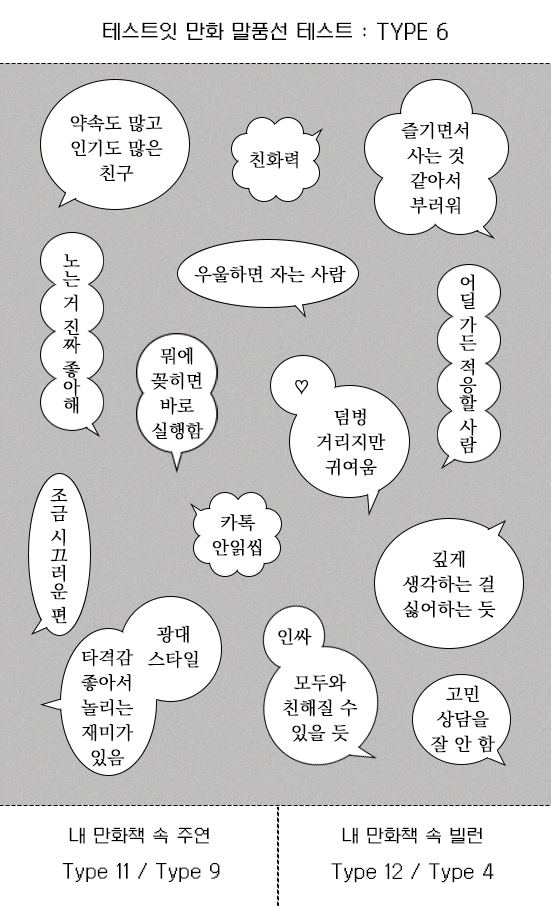 테스트잇 만화 말풍선 테스트 : TYPE 6
약속도 많고
인기도 많은
친구
친화력
즐기면서
사는 것
같아서
부러워
노는 거 진짜 좋아해
우울하면 자는 사람
어딜 가든 적응할 사람
뭐에
꽂히면
바로
실행함
♡
덤벙
거리지만
귀여움
조금 시끄러운 편
카톡
안읽씹
깊게
생각하는 걸
싫어하는 듯
광대
스타일
타격감
좋아서
놀리는
재미가
있음
인싸
모두와
친해질 수
있을 듯
고민
상담을
잘 안 함
내 만화책 속 주연
Type 11 / Type 9
내 만화책 속 빌런
Type 12 / Type 4